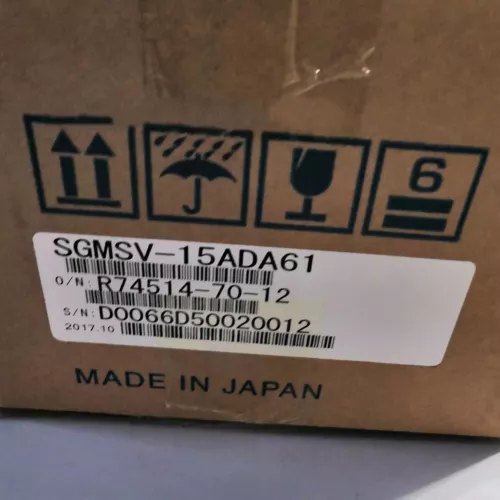 6
SGMSV-15ADA61
O/N: R74514-70-12
S/N: D0066D50020012
2017.10
MADE IN JAPAN